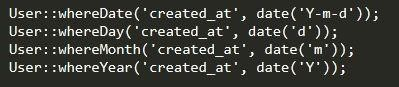 User::whereDate('created_at', date('Y-m-d'));
User::whereDay('created_at', date('d'));
User::whereMonth('created_at', date('m'));
User::whereYear('created_at', date('Y'));